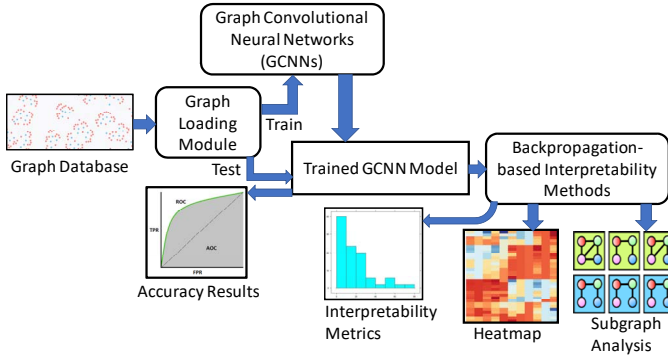 Graph Convolutional
Neural Networks
(GCNNs)
Graph
Loading
Module
Train
Graph Database
Test
Trained GCNN Model
Backpropagation-
based Interpretability
Methods
ROC
TPR
AOC
FPR
Accuracy Results
Interpretability
Metrics
Heatmap
Subgraph
Analysis